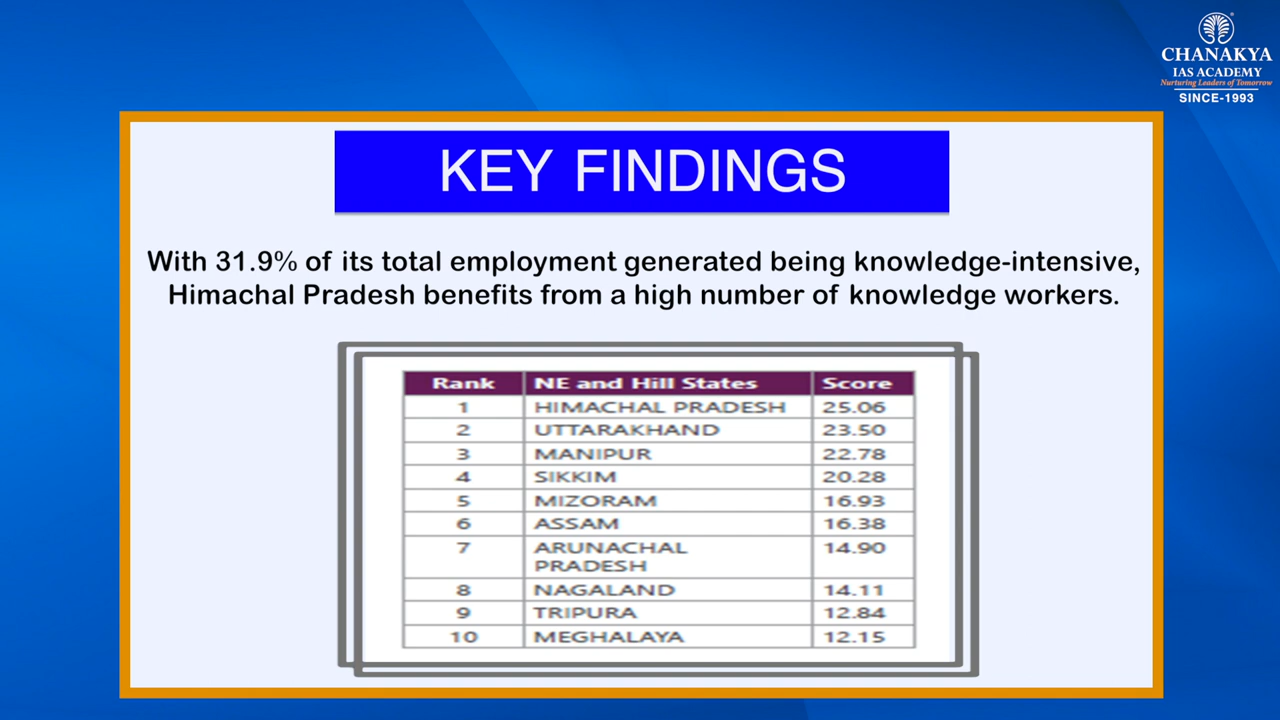 CHANAKYA
IAS ACADEMY
Nurturing Leaders of Tomorrow
SINCE-1993
KEY FINDINGS
With 31.9% of its total employment generated being knowledge-intensive,
Himachal Pradesh benefits from a high number of knowledge workers.
Rank NE and Hill States Score
1 HIMACHAL PRADESH 25.06
2 UTTARAKHAND 23.50
3 MANIPUR 22.78
4 SIKKIM 20.28
5 MIZORAM 16.93
6 ASSAM 16.38
7 ARUNACHAL 14.90
PRADESH
8 NAGALAND 14.11
9 TRIPURA 12.84
10 MEGHALAYA 12.15